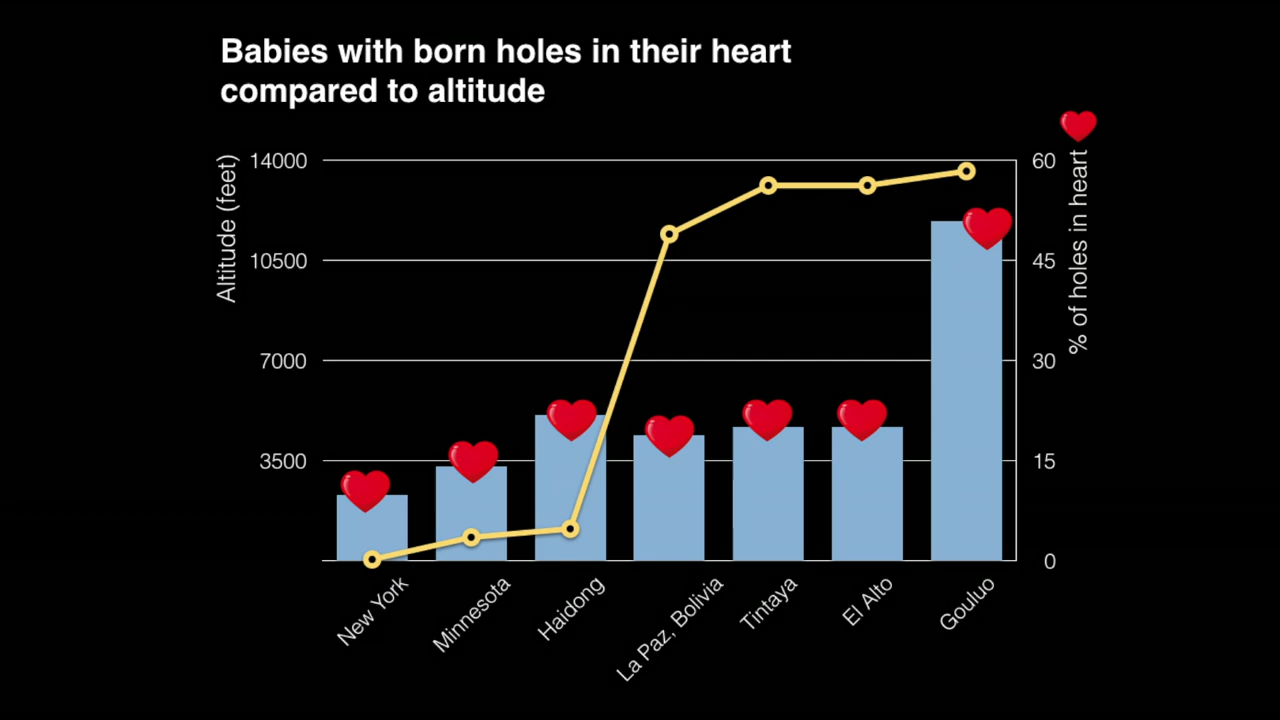 Babies with born holes in their heart
compared to altitude
Altitude (feet)
14000
10500
7000
3500
60
45
30
15
0
% of holes in heart
New York
Minnesota
Haidong
La Paz, Bolivia
Tintaya
El Alto
Gouluo